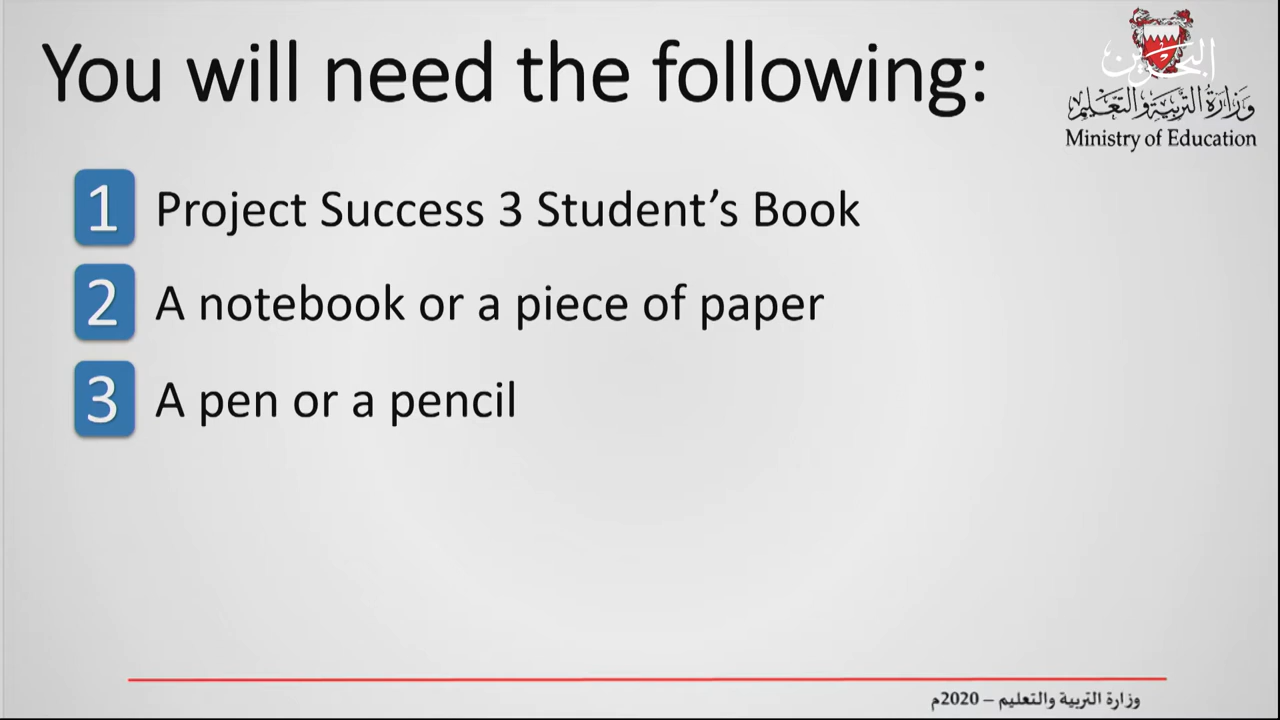 You will need the following:
البحرين
وزارة التربية والتعليم
Ministry of Education
1 Project Success 3 Student’s Book
2 A notebook or a piece of paper
3 A pen or a pencil
وزارة التربية والتعليم – 2020م